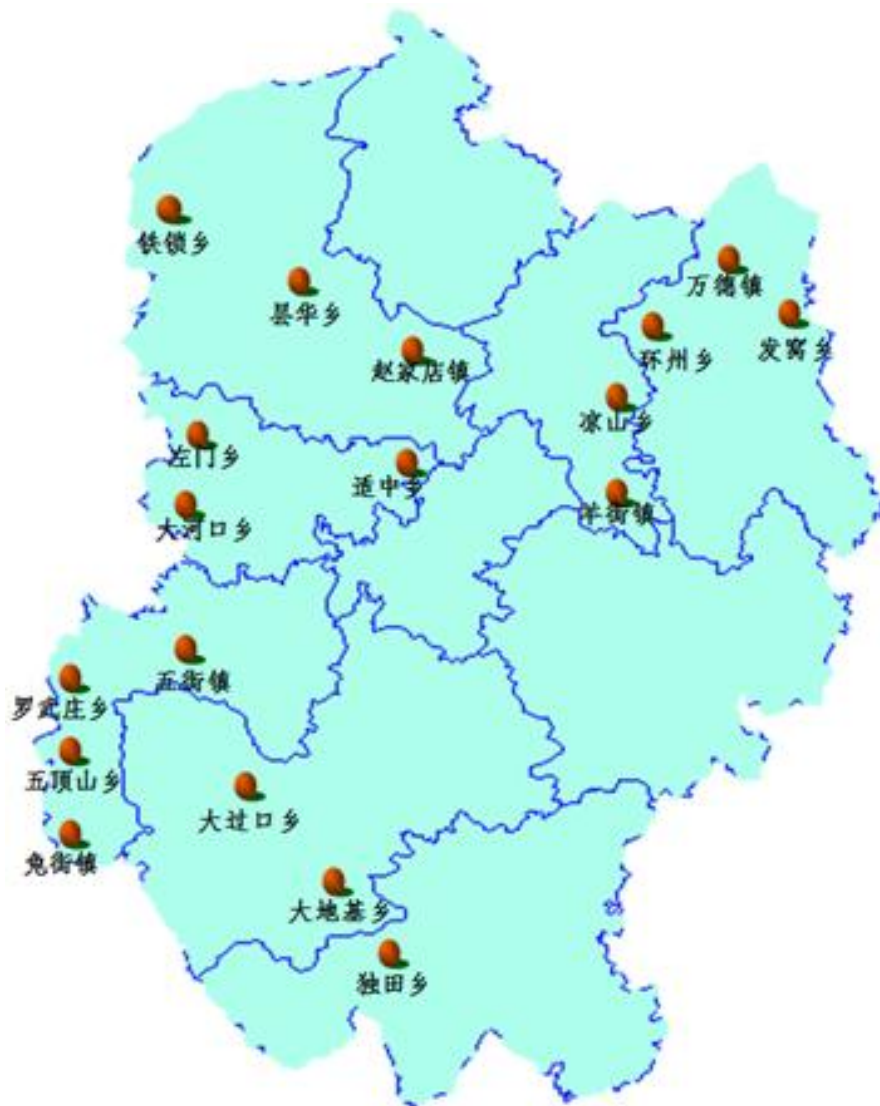 铁锁乡
万德镇
昙华乡
环州乡
发窝乡
赵家店镇
凉山乡
左门乡
适中乡
大河口乡
羊街镇
五街镇
罗武庄乡
五顶山乡
大过口乡
兔街镇
大地基乡
独田乡